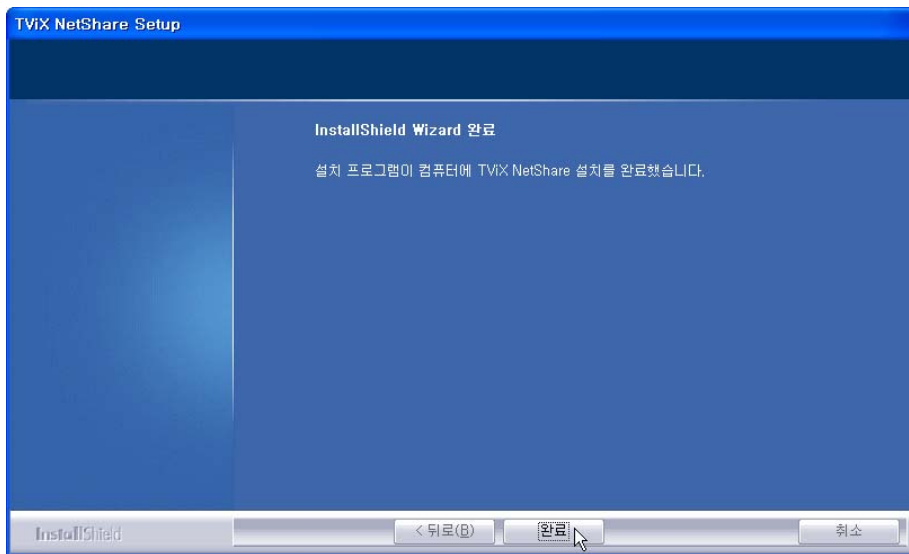 TViX NetShare Setup
InstallShield Wizard 완료
설치 프로그램이 컴퓨터에 TViX NetShare 설치를 완료했습니다.
InstallShield
< 뒤로(B)
완료
취소